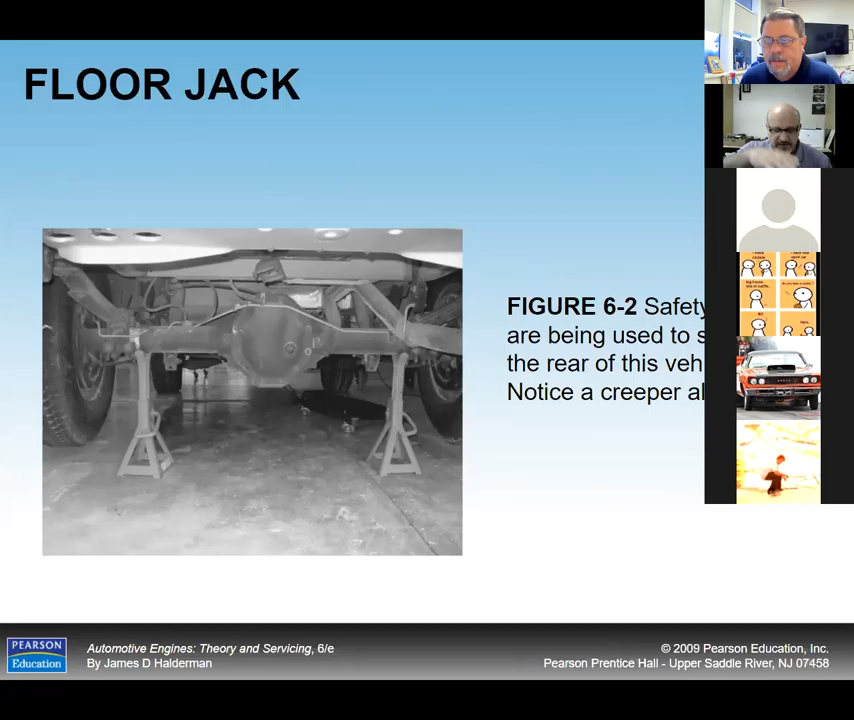 FLOOR JACK
FIGURE 6-2 Safety
are being used to s
the rear of this veh
Notice a creeper al
PEARSON
Education
Automotive Engines: Theory and Servicing, 6/e
By James D Halderman
© 2009 Pearson Education, Inc.
Pearson Prentice Hall - Upper Saddle River, NJ 07458